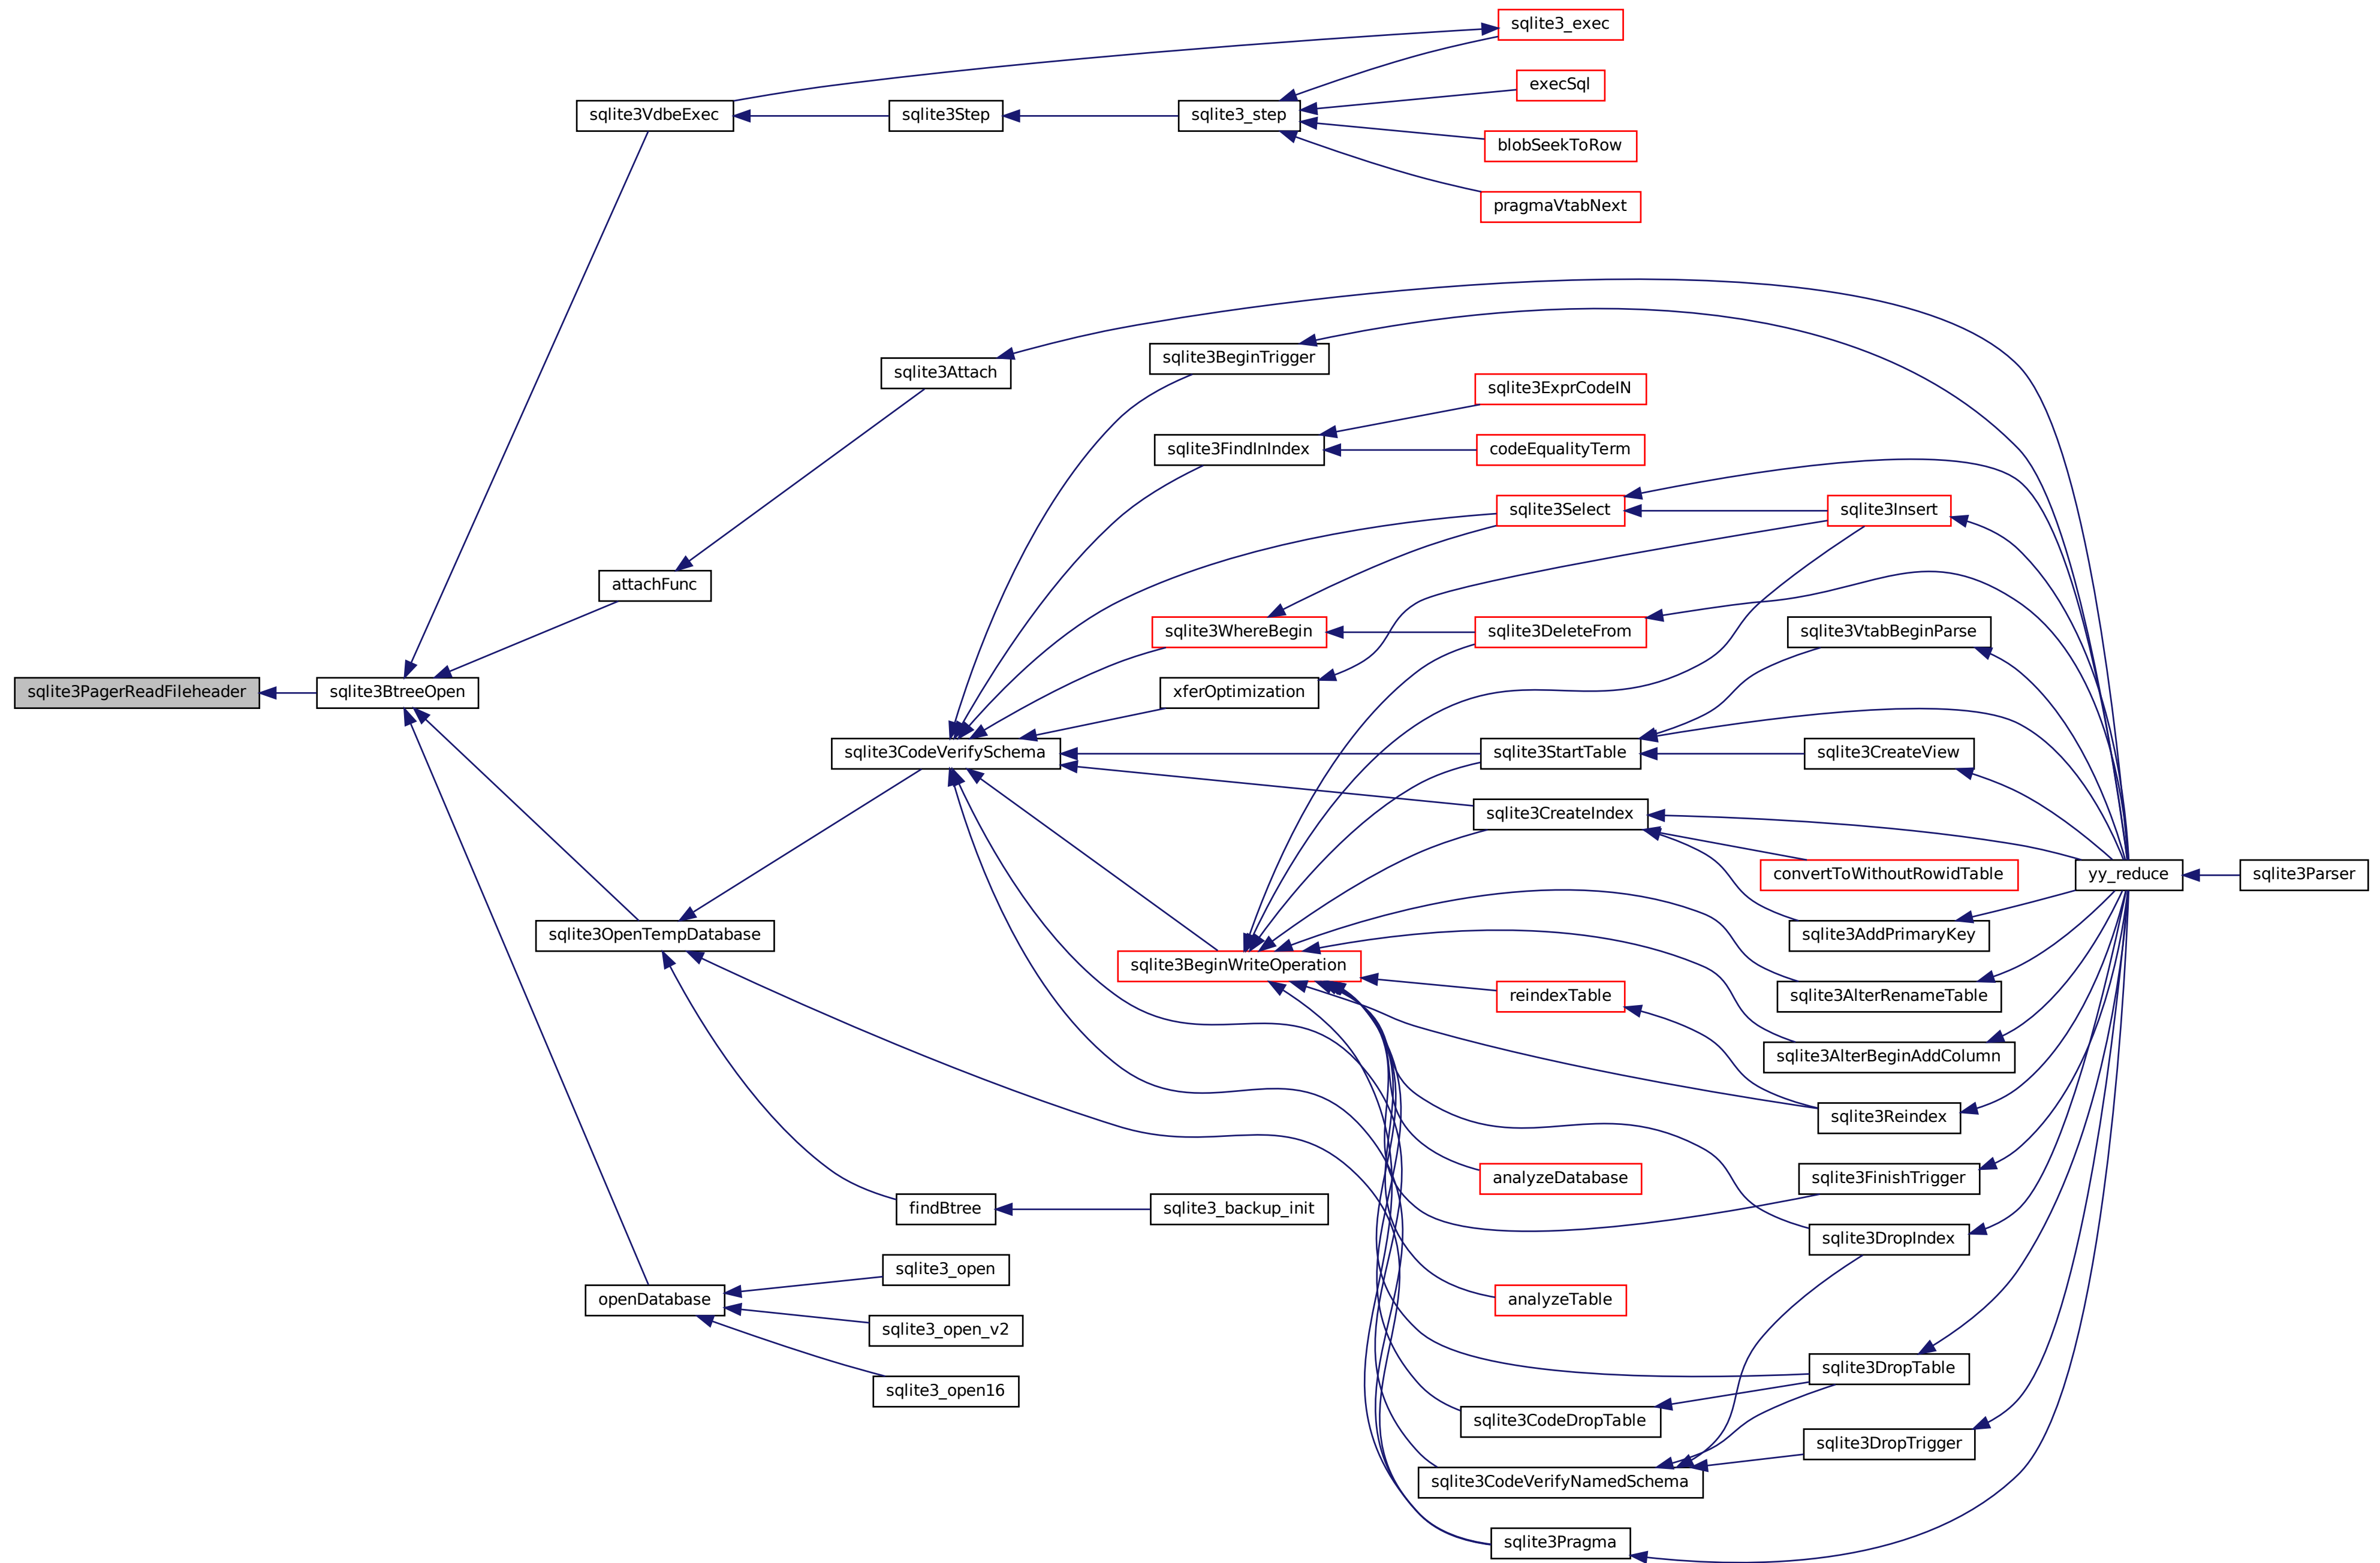 sqlite3_exec
execSql
sqlite3VdbeExec
sqlite3Step
sqlite3_step
blobSeekToRow
pragmaVtabNext
sqlite3BeginTrigger
sqlite3Attach
sqlite3ExprCodeIN
sqlite3FindInIndex
codeEqualityTerm
sqlite3Select
sqlite3Insert
attachFunc
sqlite3WhereBegin
sqlite3DeleteFrom
sqlite3VtabBeginParse
sqlite3PagerReadFileheader
sqlite3BtreeOpen
xferOptimization
sqlite3CodeVerifySchema
sqlite3StartTable
sqlite3CreateView
sqlite3CreateIndex
convertToWithoutRowidTable
yy_reduce
sqlite3Parser
sqlite3OpenTempDatabase
sqlite3AddPrimaryKey
sqlite3BeginWriteOperation
reindexTable
sqlite3AlterRenameTable
sqlite3AlterBeginAddColumn
sqlite3Reindex
analyzeDatabase
sqlite3FinishTrigger
findBtree
sqlite3_backup_init
sqlite3DropIndex
sqlite3_open
openDatabase
analyzeTable
sqlite3_open_v2
sqlite3DropTable
sqlite3_open16
sqlite3CodeDropTable
sqlite3DropTrigger
sqlite3CodeVerifyNamedSchema
sqlite3Pragma